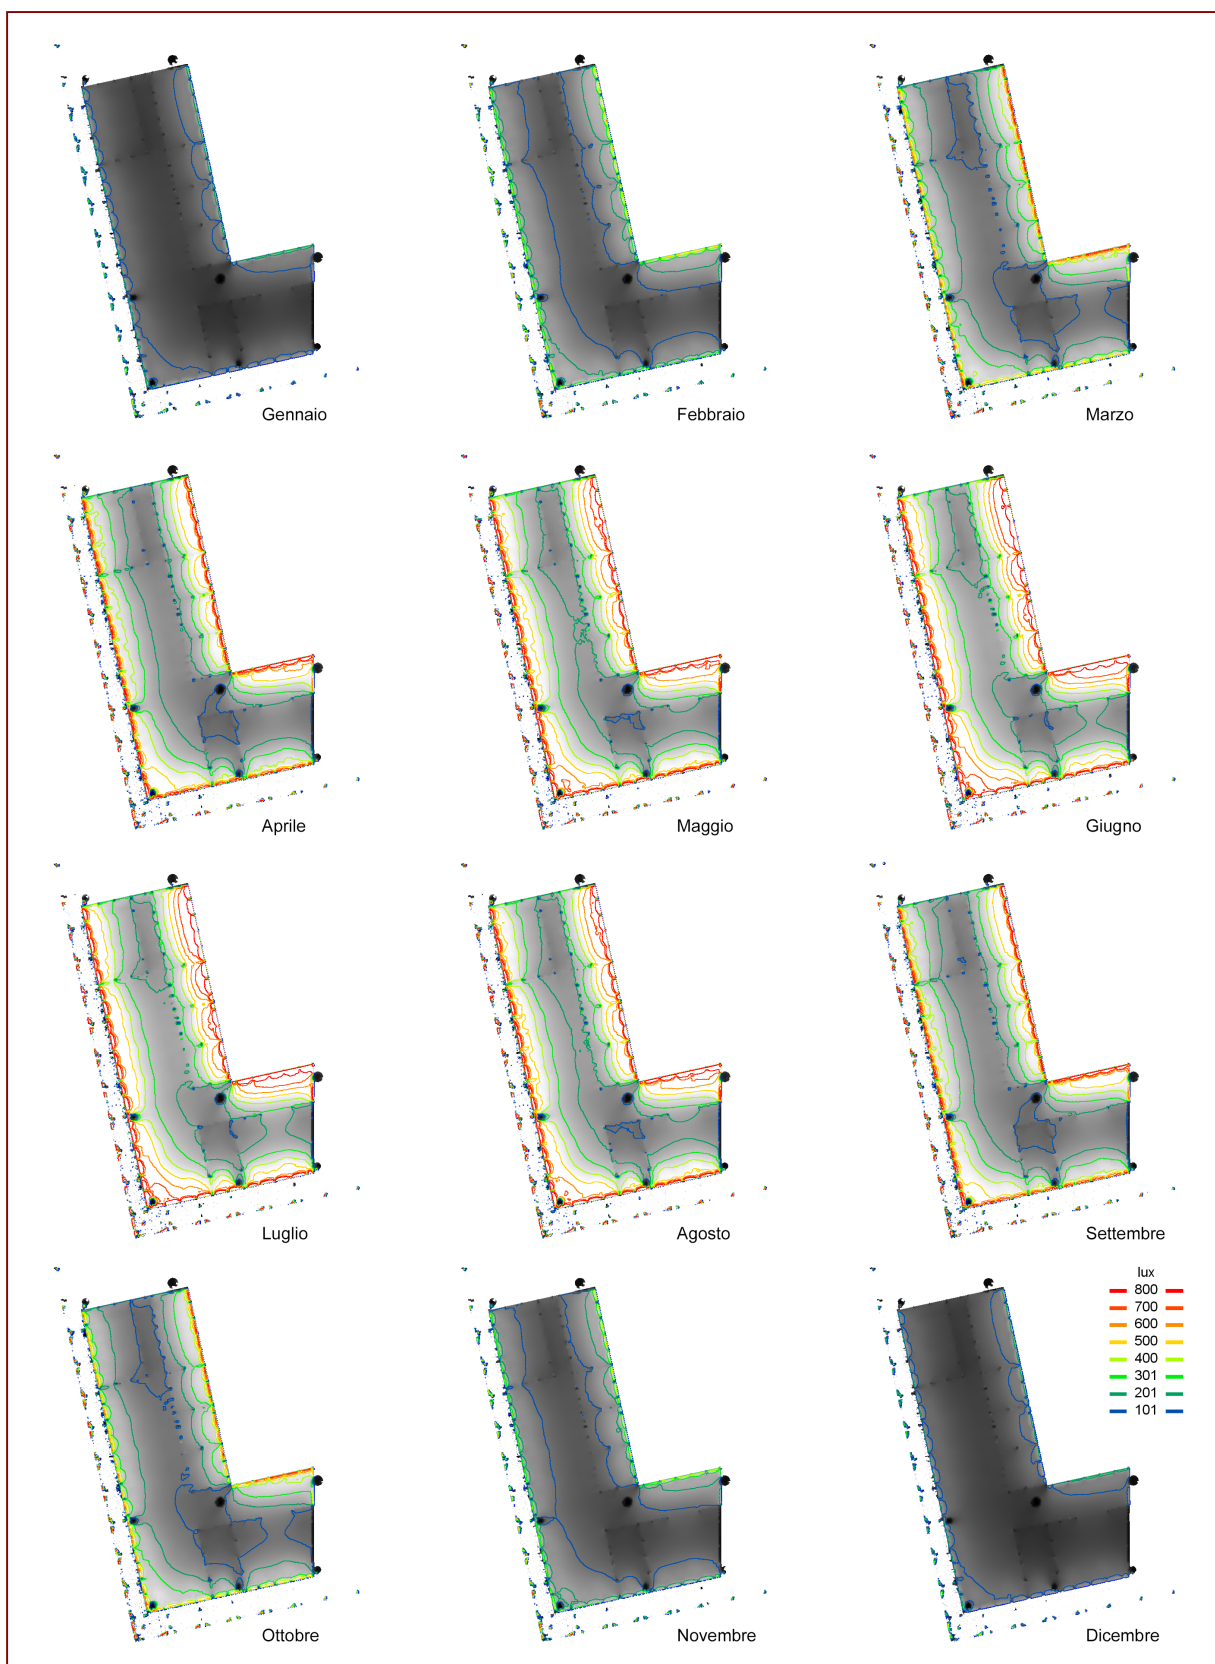 Gennaio
Febbraio
Marzo
Aprile
Maggio
Giugno
Luglio
Agosto
Settembre
lux
800
700
600
500
400
301
201
101
Ottobre
Novembre
Dicembre